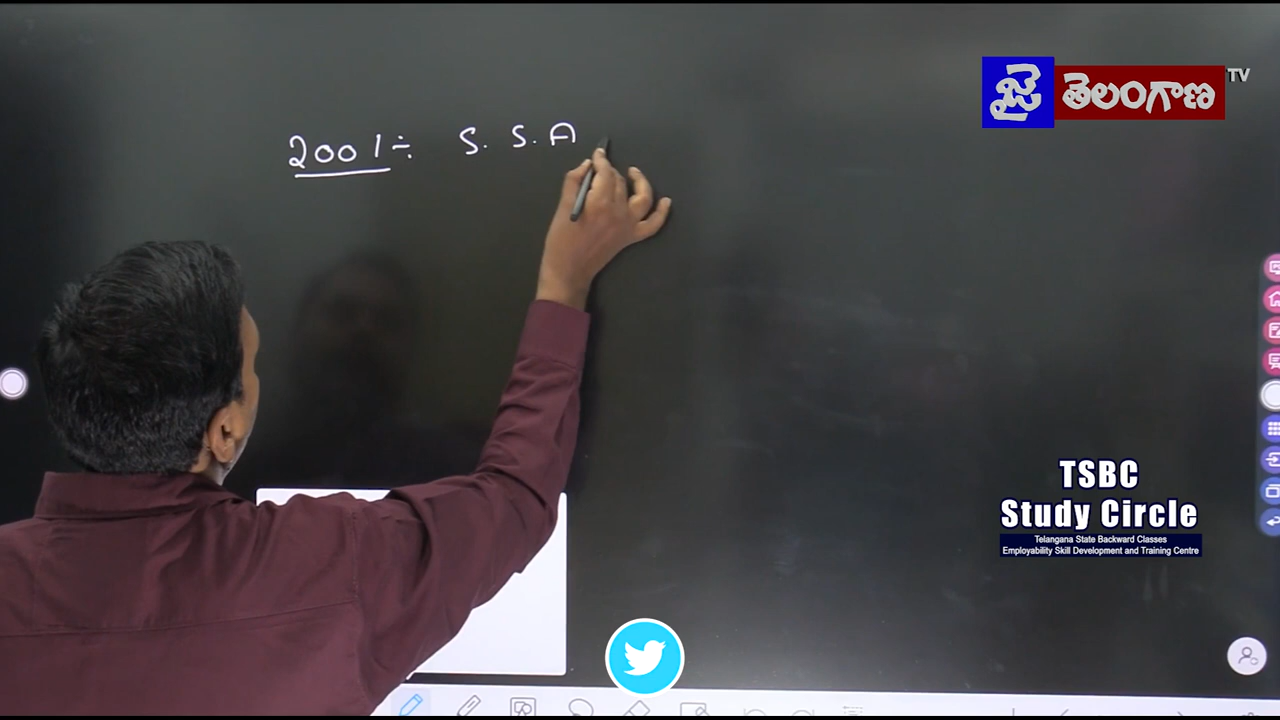 2001÷ S. S. A
జై తెలంగాణ TV
TSBC
Study Circle
Telangana State Backward Classes
Employability Skill Development and Training Centre